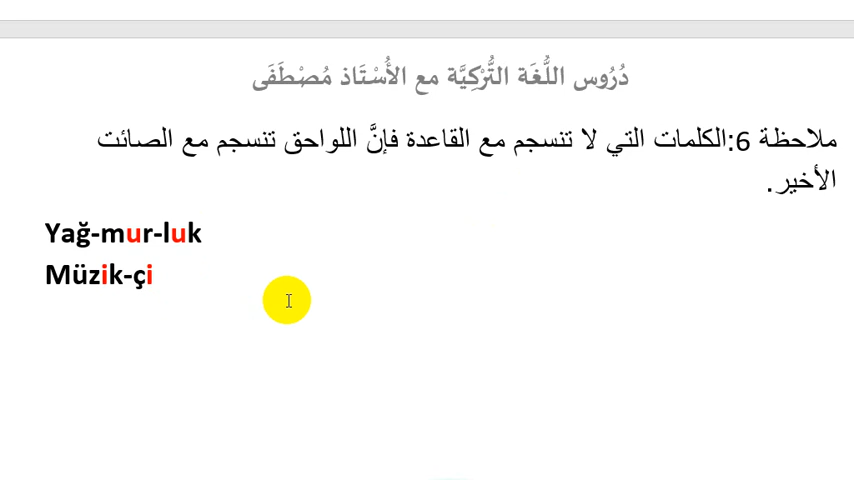 دُرُوس اللُّغَة التُّرْكِيَّة مع الأُسْتَاذ مُصْطَفَى
ملاحظة 6:الكلمات التي لا تنسجم مع القاعدة فإنَّ اللواحق تنسجم مع الصائت
الأخير.
Yağ-mur-luk
Müzik-çi